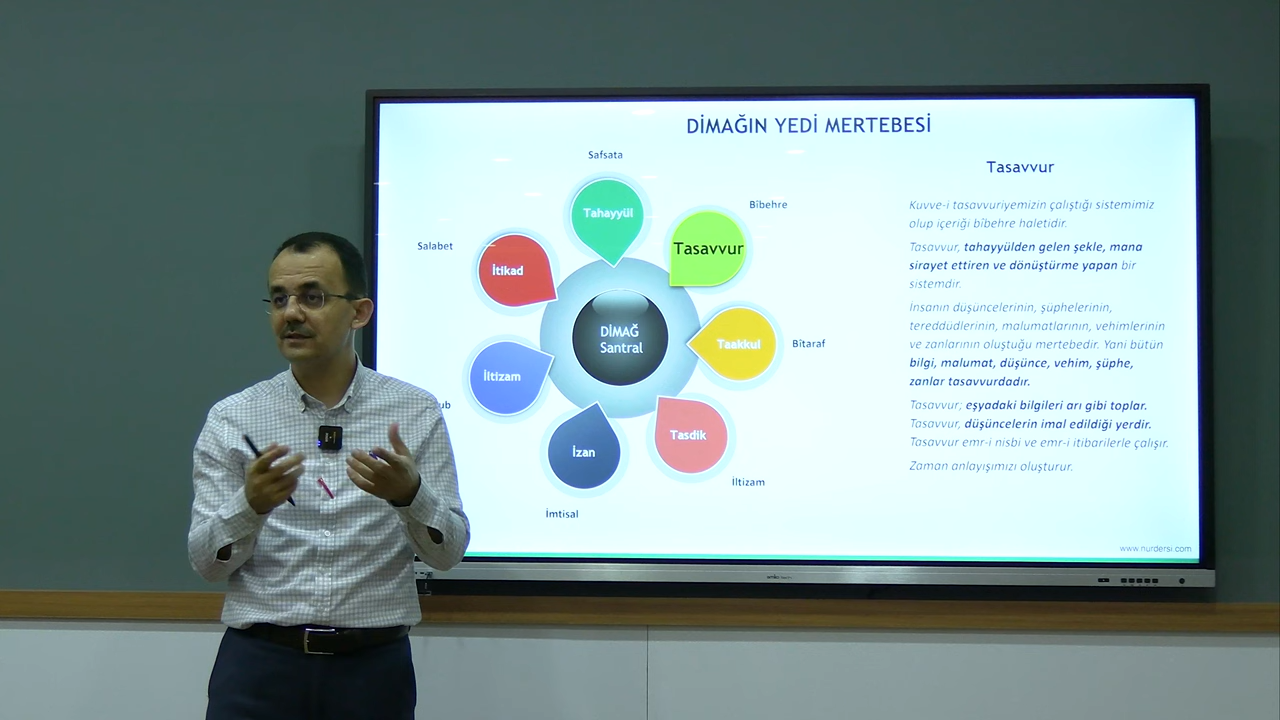 DİMAĞIN YEDİ MERTEBESİ
Safsata
Tahayyül
Bîbehre
Tasavvur
Salabet
İtikad
DİMAĞ
Santral
Taakkul
Bîtaraf
İltizam
ub
Tasdik
İltizam
İzan
İmtisal
Tasavvur
Kuvve-i tasavvuriyemizin çalıştığı sistemimiz
olup içeriği bîbehre haletidir.
Tasavvur, tahayyülden gelen şekle, mana
sirayet ettiren ve dönüştürme yapan bir
sistemdir.
İnsanın düşüncelerinin, şüphelerinin,
tereddüdlerinin, malumatlarının, vehimlerinin
ve zanlarının oluştuğu mertebedir. Yani bütün
bilgi, malumat, düşünce, vehim, şüphe,
zanlar tasavvurdadır.
Tasavvur; eşyadaki bilgileri arı gibi toplar.
Tasavvur, düşüncelerin imal edildiği yerdir.
Tasavvur emr-i nisbi ve emr-i itibarilerle çalışır.
Zaman anlayışımızı oluşturur.
www.nurdersi.com